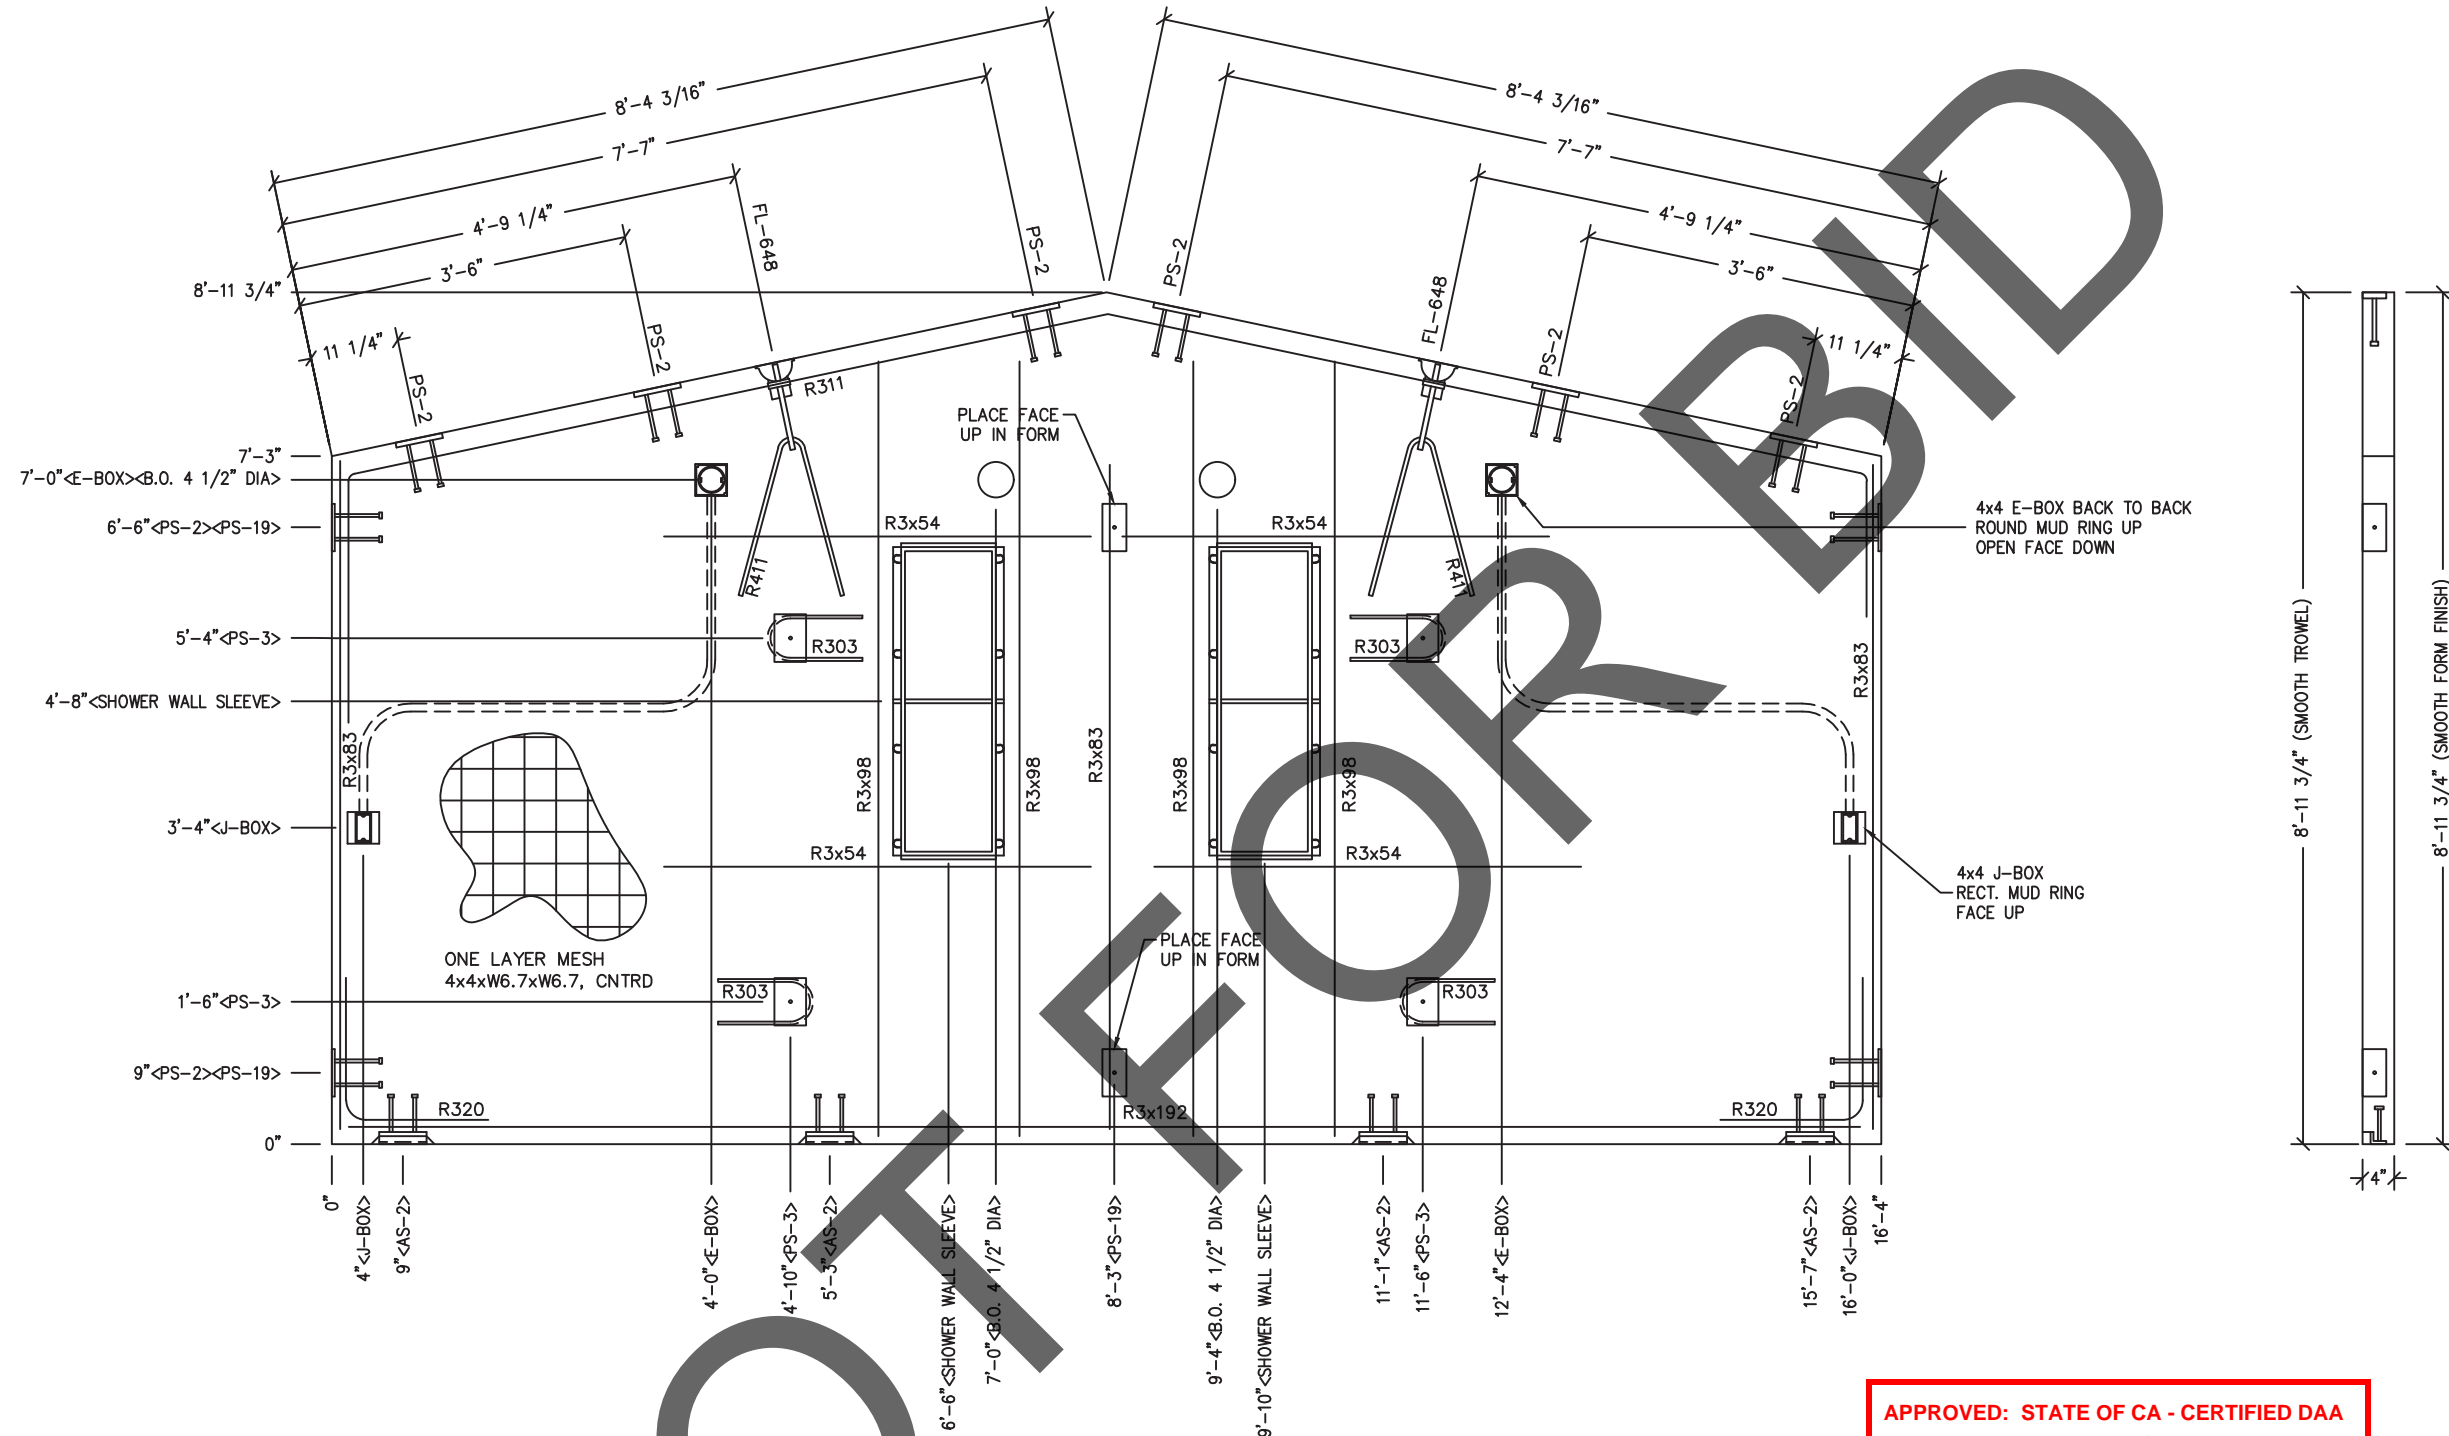 8'-4 3/16"
7'-7"
4'-9 1/4"
3'-6"
11 1/4"
8'-4 3/16"
7'-7"
4'-9 1/4"
3'-6"
11 1/4"
PS-2
PS-2
FL-648
PS-2
PS-2
FL-648
PS-2
PS-2
8'-11 3/4"
7'-3"
7'-0"<E-BOX><B.O. 4 1/2" DIA>
6'-6"<PS-2><PS-19>
5'-4"<PS-3>
4'-8"<SHOWER WALL SLEEVE>
3'-4"<J-BOX>
1'-6"<PS-3>
9"<PS-2><PS-19>
0"
R311
PLACE FACE
UP IN FORM
R3x54
R3x54
R411
R411
R303
R303
R3x83
R3x98
R3x98
R3x83
R3x98
R3x98
R3x83
R3x54
R3x54
ONE LAYER MESH
4x4xW6.7xW6.7, CNTRD
PLACE FACE
UP IN FORM
R303
R303
R320
R3x192
R320
4x4 E-BOX BACK TO BACK
ROUND MUD RING UP
OPEN FACE DOWN
4x4 J-BOX
RECT. MUD RING
FACE UP
8'-11 3/4" (SMOOTH TROWEL)
8'-11 3/4" (SMOOTH FORM FINISH)
4"
0"
4"<J-BOX>
9"<AS-2>
4'-0"<E-BOX>
4'-10"<PS-3>
5'-3"<AS-2>
6'-6"<SHOWER WALL SLEEVE>
7'-0"<B.O. 4 1/2" DIA>
8'-3"<PS-19>
9'-4"<B.O. 4 1/2" DIA>
9'-10"<SHOWER WALL SLEEVE>
11'-1"<AS-2>
11'-6"<PS-3>
12'-4"<E-BOX>
15'-7"<AS-2>
16'-0"<J-BOX>
16'-4"
OT FOR BID
APPROVED: STATE OF CA - CERTIFIED DAA